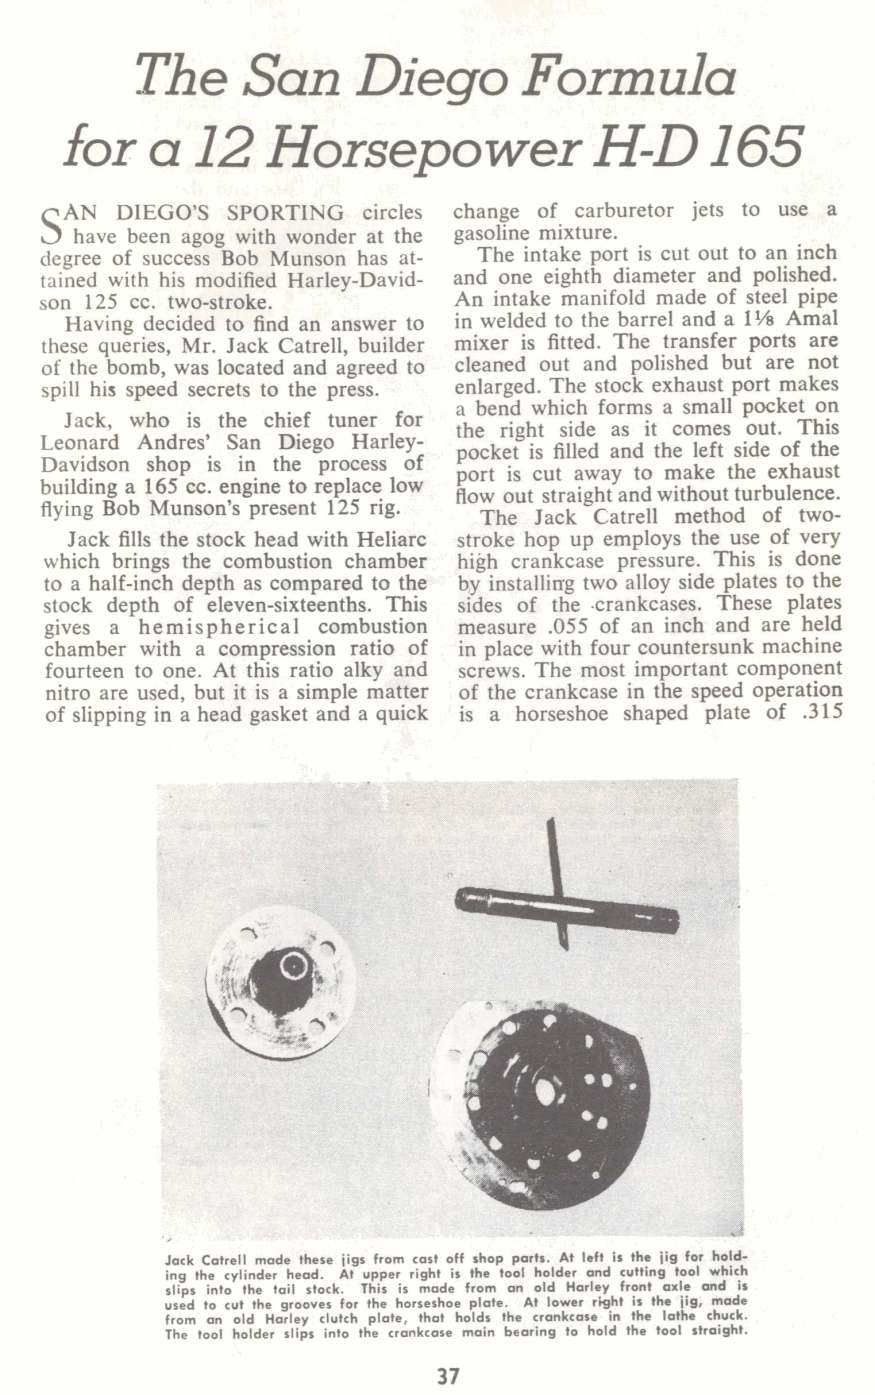 The San Diego Formula
for a 12 Horsepower H-D 165
SAN DIEGO'S SPORTING circles
have been agog with wonder at the
degree of success Bob Munson has at-
tained with his modified Harley-David-
son 125 cc. two-stroke.
Having decided to find an answer to
these queries, Mr. Jack Catrell, builder
of the bomb, was located and agreed to
spill his speed secrets to the press.
Jack, who is the chief tuner for
Leonard Andres' San Diego Harley-
Davidson shop is in the process of
building a 165 cc. engine to replace low
flying Bob Munson's present 125 rig.
Jack fills the stock head with Heliarc
which brings the combustion chamber
to a half-inch depth as compared to the
stock depth of eleven-sixteenths. This
gives a hemispherical combustion
chamber with a compression ratio of
fourteen to one. At this ratio alky and
nitro are used, but it is a simple matter
of slipping in a head gasket and a quick
change of carburetor jets to use a
gasoline mixture.
The intake port is cut out to an inch
and one eighth diameter and polished.
An intake manifold made of steel pipe
in welded to the barrel and a 1⅛ Amal
mixer is fitted. The transfer ports are
cleaned out and polished but are not
enlarged. The stock exhaust port makes
a bend which forms a small pocket on
the right side as it comes out. This
pocket is filled and the left side of the
port is cut away to make the exhaust
flow out straight and without turbulence.
The Jack Catrell method of two-
stroke hop up employs the use of very
high crankcase pressure. This is done
by installing two alloy side plates to the
sides of the crankcases. These plates
measure .055 of an inch and are held
in place with four countersunk machine
screws. The most important component
of the crankcase in the speed operation
is a horseshoe shaped plate of .315
Jack Catrell made these jigs from cast off shop parts. At left is the jig for hold-
ing the cylinder head. At upper right is the tool holder and cutting tool which
slips into the tail stock. This is made from an old Harley front axle and is
used to cut the grooves for the horseshoe plate. At lower right is the jig, made
from an old Harley clutch plate, that holds the crankcase in the lathe chuck.
The tool holder slips into the crankcase main bearing to hold the tool straight.
37